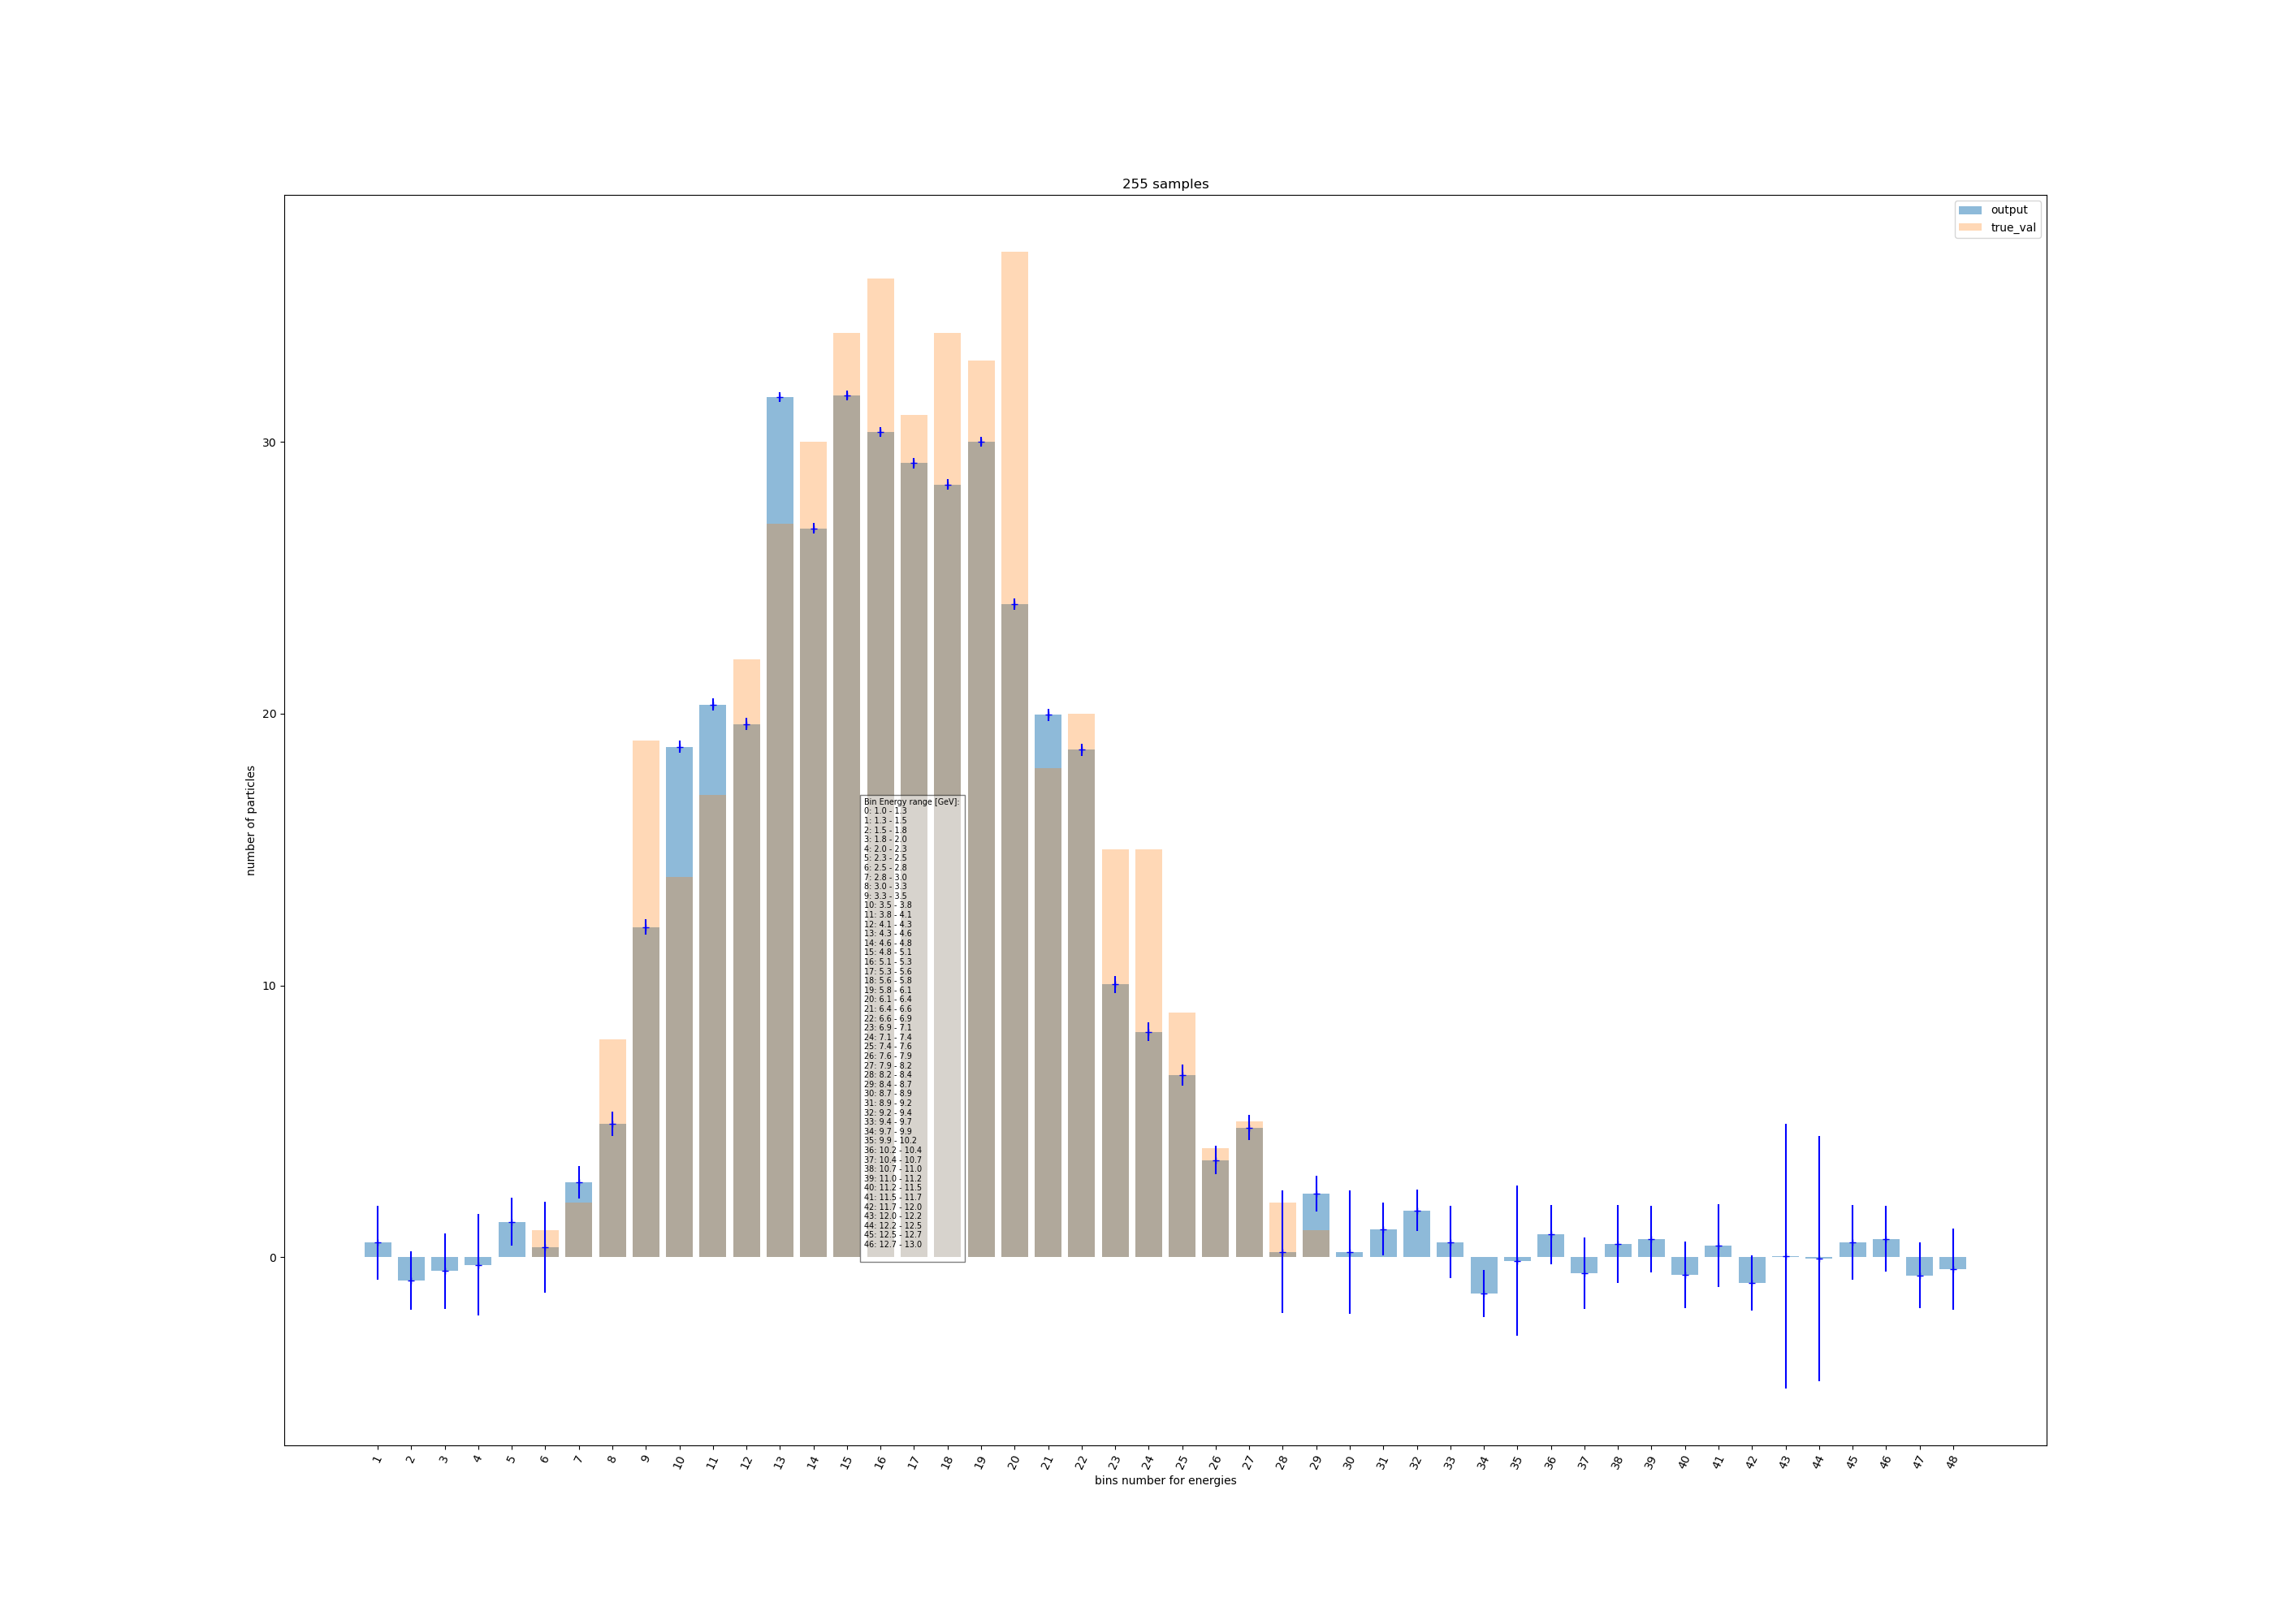 255 samples
output
true_val
30
20
10
0
number of particles
Bin Energy range [GeV]:
0: 1.0 - 1.3
1: 1.3 - 1.5
2: 1.5 - 1.8
3: 1.8 - 2.0
4: 2.0 - 2.3
5: 2.3 - 2.5
6: 2.5 - 2.8
7: 2.8 - 3.0
8: 3.0 - 3.3
9: 3.3 - 3.5
10: 3.5 - 3.8
11: 3.8 - 4.1
12: 4.1 - 4.3
13: 4.3 - 4.6
14: 4.6 - 4.8
15: 4.8 - 5.1
16: 5.1 - 5.3
17: 5.3 - 5.6
18: 5.6 - 5.8
19: 5.8 - 6.1
20: 6.1 - 6.4
21: 6.4 - 6.6
22: 6.6 - 6.9
23: 6.9 - 7.1
24: 7.1 - 7.4
25: 7.4 - 7.6
26: 7.6 - 7.9
27: 7.9 - 8.2
28: 8.2 - 8.4
29: 8.4 - 8.7
30: 8.7 - 8.9
31: 8.9 - 9.2
32: 9.2 - 9.4
33: 9.4 - 9.7
34: 9.7 - 9.9
35: 9.9 - 10.2
36: 10.2 - 10.4
37: 10.4 - 10.7
38: 10.7 - 11.0
39: 11.0 - 11.2
40: 11.2 - 11.5
41: 11.5 - 11.7
42: 11.7 - 12.0
43: 12.0 - 12.2
44: 12.2 - 12.5
45: 12.5 - 12.7
46: 12.7 - 13.0
1 2 3 4 5 6 7 8 9 10 11 12 13 14 15 16 17 18 19 20 21 22 23 24 25 26 27 28 29 30 31 32 33 34 35 36 37 38 39 40 41 42 43 44 45 46 47 48
bins number for energies